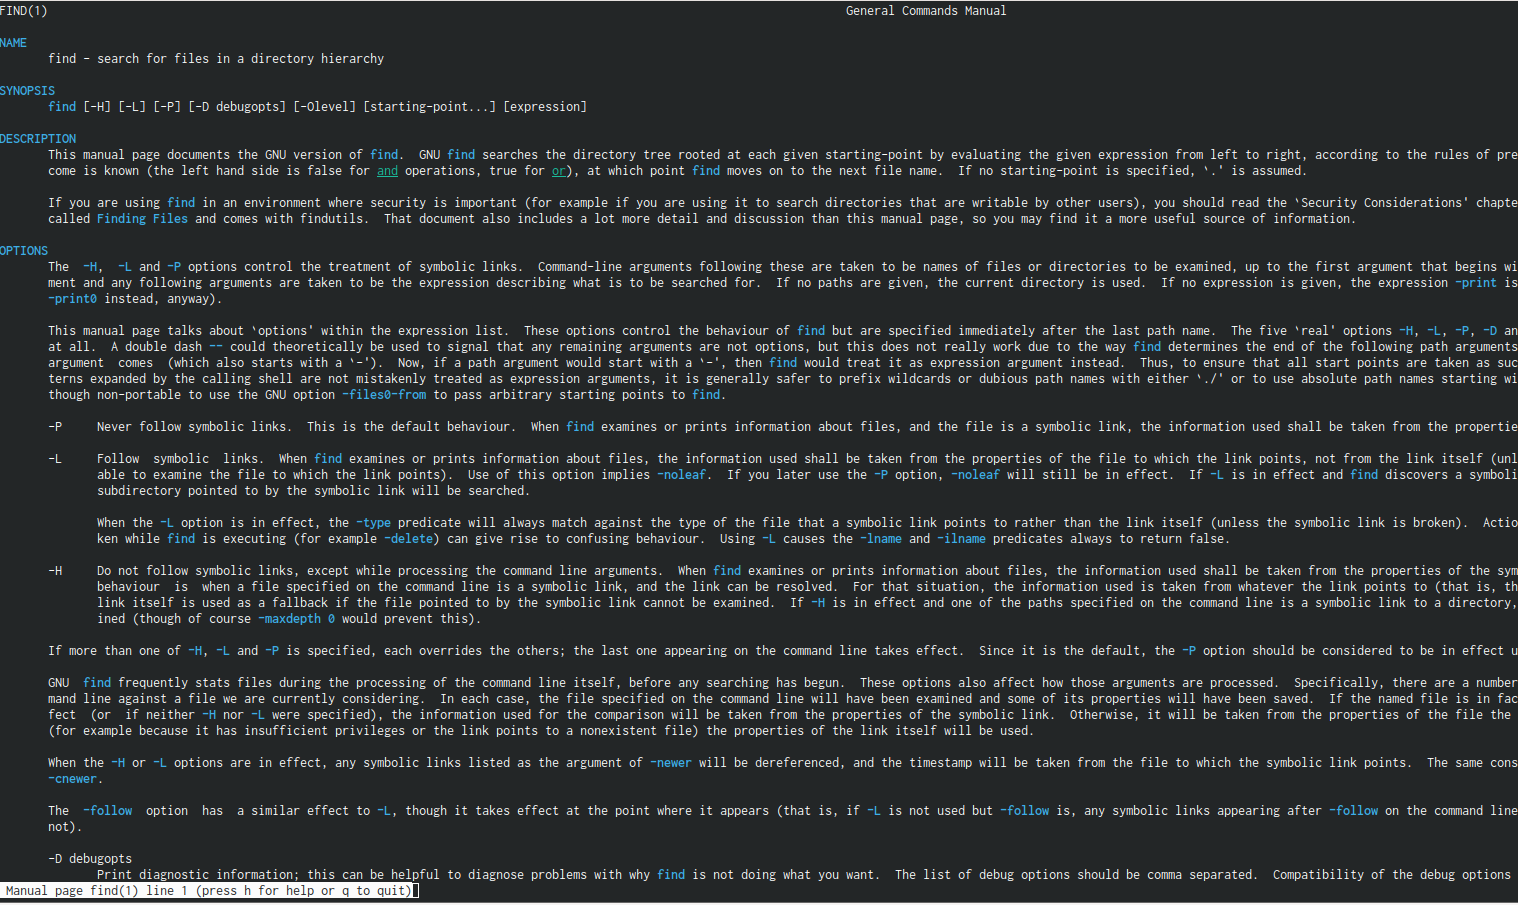 FIND(1) General Commands Manual
NAME
find - search for files in a directory hierarchy
SYNOPSIS
find [-H] [-L] [-P] [-D debugopts] [-Olevel] [starting-point...] [expression]
DESCRIPTION
This manual page documents the GNU version of find. GNU find searches the directory tree rooted at each given starting-point by evaluating the given expression from left to right, according to the rules of pre
come is known (the left hand side is false for and operations, true for or), at which point find moves on to the next file name. If no starting-point is specified, `.' is assumed.
If you are using find in an environment where security is important (for example if you are using it to search directories that are writable by other users), you should read the `Security Considerations' chapte
called Finding Files and comes with findutils. That document also includes a lot more detail and discussion than this manual page, so you may find it a more useful source of information.
OPTIONS
The -H, -L and -P options control the treatment of symbolic links. Command-line arguments following these are taken to be names of files or directories to be examined, up to the first argument that begins wi
ment and any following arguments are taken to be the expression describing what is to be searched for. If no paths are given, the current directory is used. If no expression is given, the expression -print is
-print0 instead, anyway).
This manual page talks about `options' within the expression list. These options control the behaviour of find but are specified immediately after the last path name. The five `real' options -H, -L, -P, -D an
at all. A double dash -- could theoretically be used to signal that any remaining arguments are not options, but this does not really work due to the way find determines the end of the following path arguments
argument comes (which also starts with a `-'). Now, if a path argument would start with a `-', then find would treat it as expression argument instead. Thus, to ensure that all start points are taken as suc
terns expanded by the calling shell are not mistakenly treated as expression arguments, it is generally safer to prefix wildcards or dubious path names with either `./' or to use absolute path names starting wi
though non-portable to use the GNU option -files0-from to pass arbitrary starting points to find.
-P Never follow symbolic links. This is the default behaviour. When find examines or prints information about files, and the file is a symbolic link, the information used shall be taken from the propertie
-L Follow symbolic links. When find examines or prints information about files, the information used shall be taken from the properties of the file to which the link points, not from the link itself (unl
able to examine the file to which the link points). Use of this option implies -noleaf. If you later use the -P option, -noleaf will still be in effect. If -L is in effect and find discovers a symboli
subdirectory pointed to by the symbolic link will be searched.
When the -L option is in effect, the -type predicate will always match against the type of the file that a symbolic link points to rather than the link itself (unless the symbolic link is broken). Actio
ken while find is executing (for example -delete) can give rise to confusing behaviour. Using -L causes the -lname and -ilname predicates always to return false.
-H Do not follow symbolic links, except while processing the command line arguments. When find examines or prints information about files, the information used shall be taken from the properties of the sym
behaviour is when a file specified on the command line is a symbolic link, and the link can be resolved. For that situation, the information used is taken from whatever the link points to (that is, th
link itself is used as a fallback if the file pointed to by the symbolic link cannot be examined. If -H is in effect and one of the paths specified on the command line is a symbolic link to a directory,
ined (though of course -maxdepth 0 would prevent this).
If more than one of -H, -L and -P is specified, each overrides the others; the last one appearing on the command line takes effect. Since it is the default, the -P option should be considered to be in effect u
GNU find frequently stats files during the processing of the command line itself, before any searching has begun. These options also affect how those arguments are processed. Specifically, there are a number
mand line against a file we are currently considering. In each case, the file specified on the command line will have been examined and some of its properties will have been saved. If the named file is in fac
fect (or if neither -H nor -L were specified), the information used for the comparison will be taken from the properties of the symbolic link. Otherwise, it will be taken from the properties of the file the
(for example because it has insufficient privileges or the link points to a nonexistent file) the properties of the link itself will be used.
When the -H or -L options are in effect, any symbolic links listed as the argument of -newer will be dereferenced, and the timestamp will be taken from the file to which the symbolic link points. The same cons
-cnewer.
The -follow option has a similar effect to -L, though it takes effect at the point where it appears (that is, if -L is not used but -follow is, any symbolic links appearing after -follow on the command line
not).
-D debugopts
Print diagnostic information; this can be helpful to diagnose problems with why find is not doing what you want. The list of debug options should be comma separated. Compatibility of the debug options
Manual page find(1) line 1 (press h for help or q to quit)